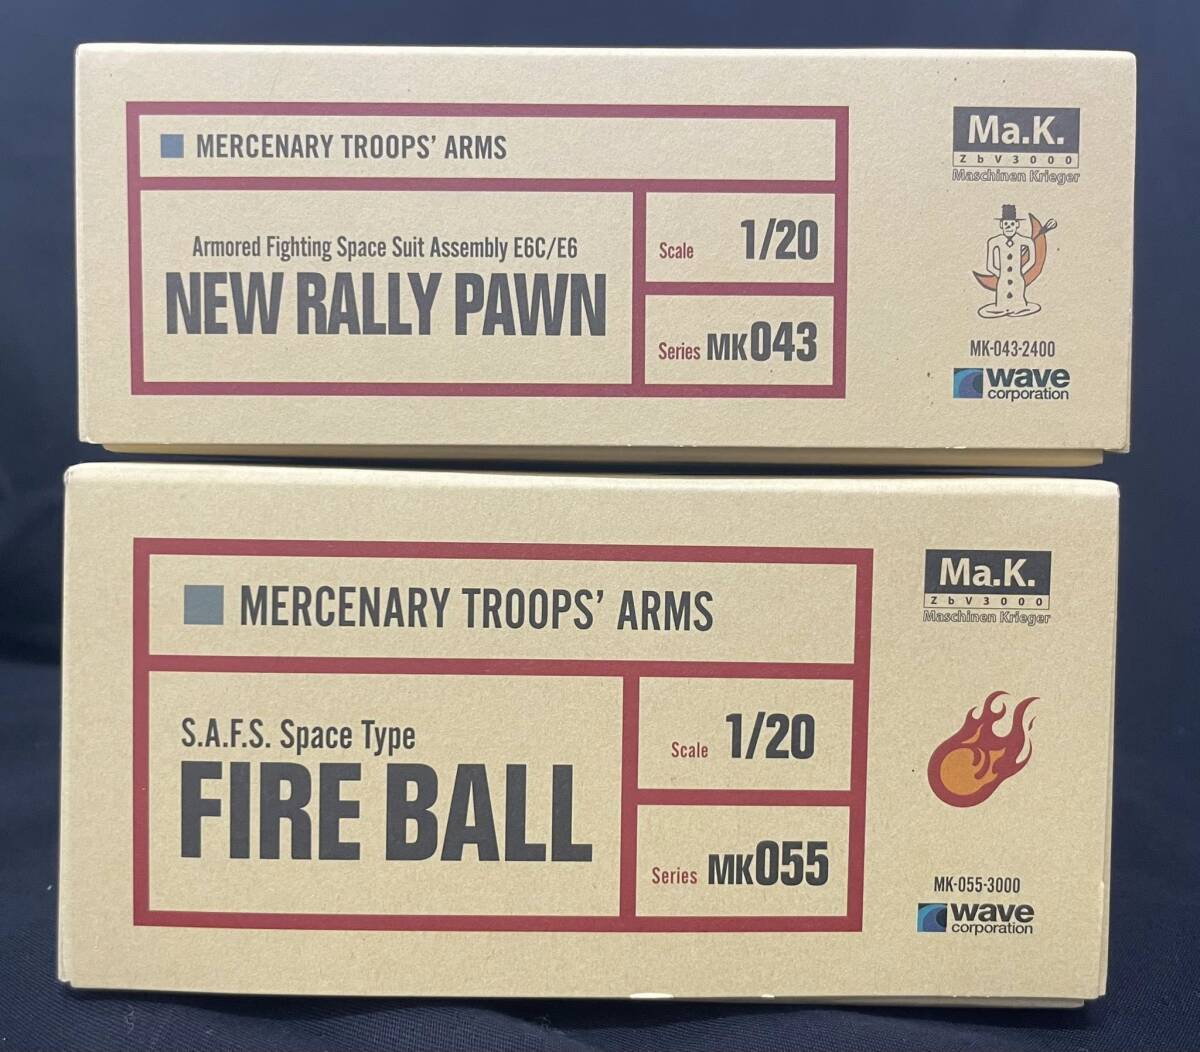 MERCENARY TROOPS’ ARMS
Armored Fighting Space Suit Assembly E6C/E6
NEW RALLY PAWN
Scale 1/20
Series MK043
Ma.K.
ZbV3000
Maschinen Krieger
MK-043-2400
wave
corporation
MERCENARY TROOPS’ ARMS
S.A.F.S. Space Type
FIRE BALL
Scale 1/20
Series MK055
Ma.K.
ZbV3000
Maschinen Krieger
MK-055-3000
wave
corporation